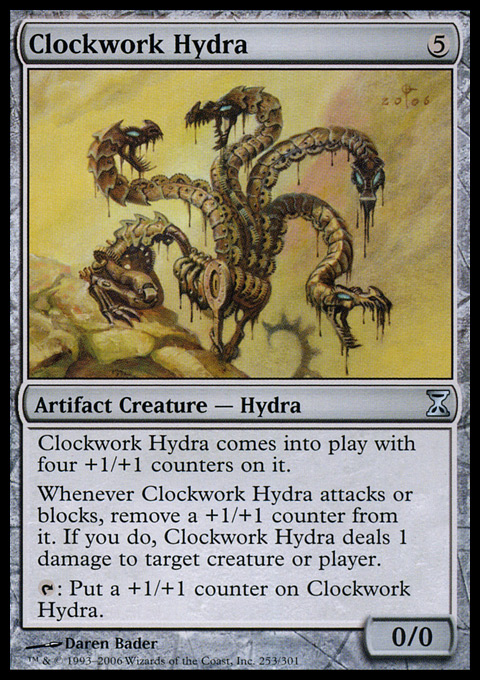 Clockwork Hydra 5
2006
Artifact Creature — Hydra
Clockwork Hydra comes into play with
four +1/+1 counters on it.
Whenever Clockwork Hydra attacks or
blocks, remove a +1/+1 counter from
it. If you do, Clockwork Hydra deals 1
damage to target creature or player.
: Put a +1/+1 counter on Clockwork
Hydra.
Daren Bader
0/0
™ & © 1993–2006 Wizards of the Coast, Inc. 253/301